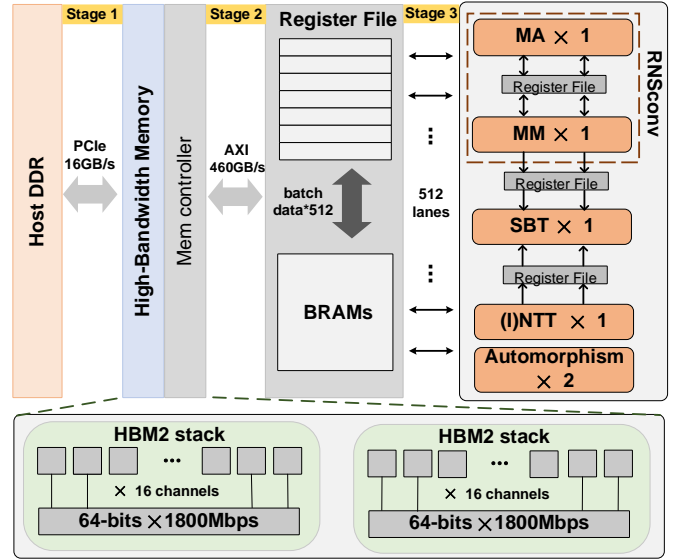 Stage 1
Stage 2
Register File
Stage 3
Host DDR
PCIe
16GB/s
High-Bandwidth Memory
Mem controller
AXI
460GB/s
batch
data*512
BRAMs
...
512
lanes
...
MA × 1
Register File
MM × 1
RNSconv
Register File
SBT × 1
Register File
(I)NTT × 1
Automorphism
× 2
HBM2 stack
...
× 16 channels
64-bits ×1800Mbps
HBM2 stack
...
× 16 channels
64-bits ×1800Mbps